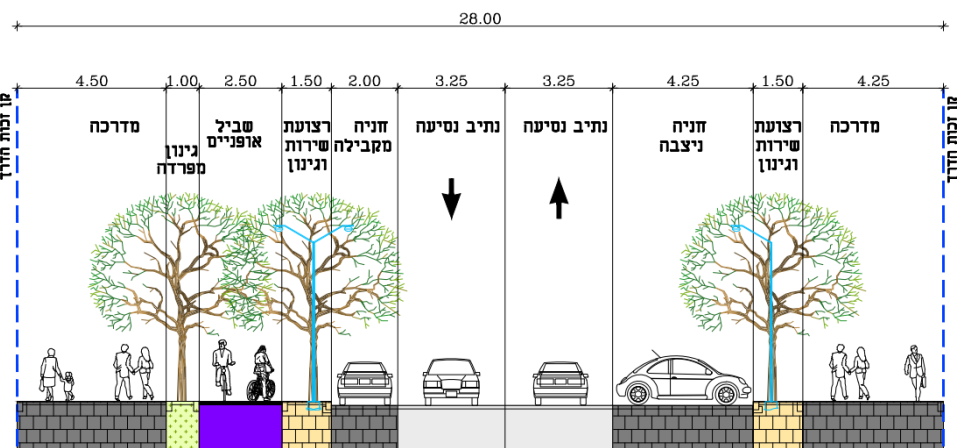 28.00
4.50 1.00 2.50 1.50 2.00 3.25 3.25 4.25 1.50 4.25
קו זכות הדרך
מדרכה
גינון
מפרדה
שביל
אופניים
רצועת
שירות
וגינון
חניה
מקבילה
נתיב נסיעה
נתיב נסיעה
חניה
ניצבה
רצועת
שירות
וגינון
מדרכה
קו זכות הדרך